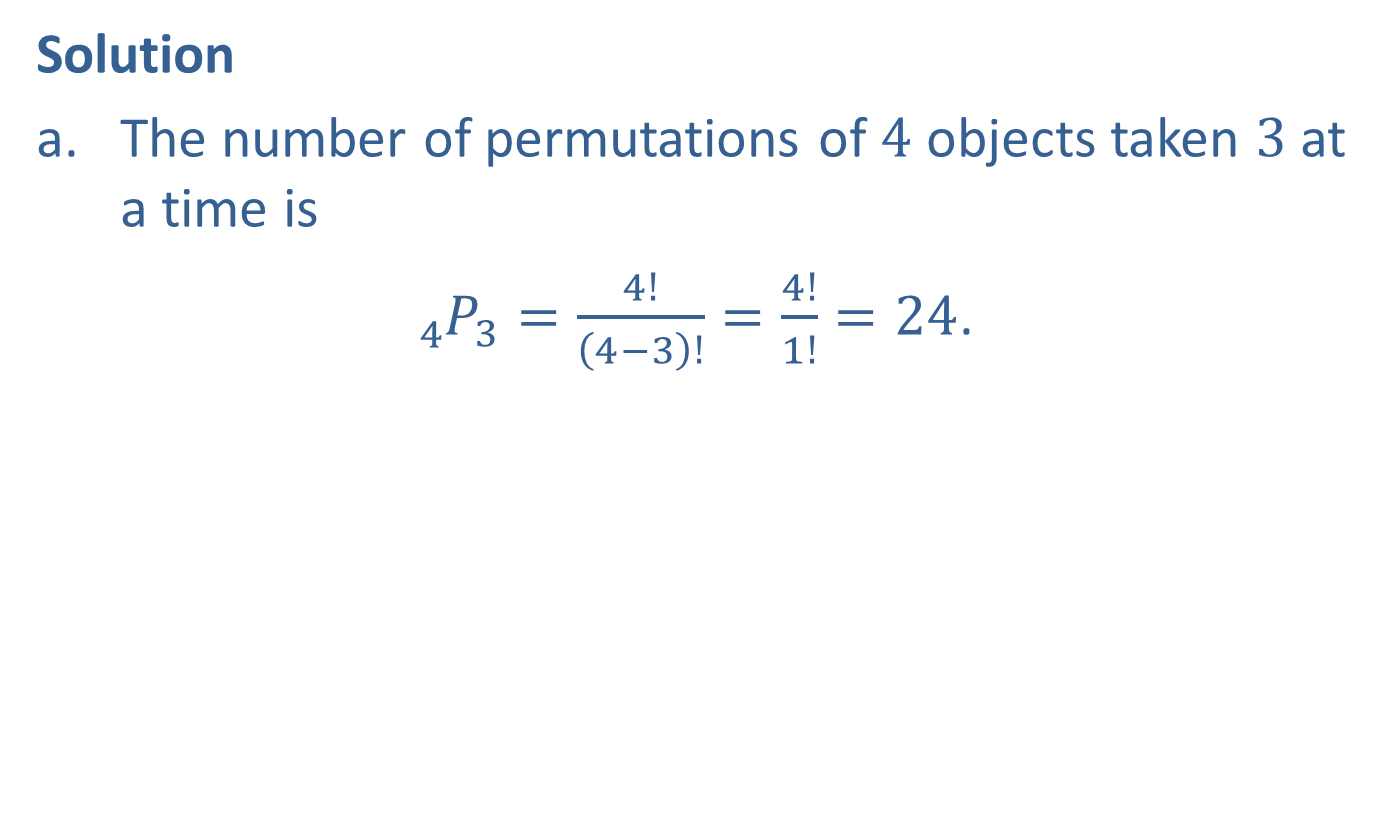 Solution
a. The number of permutations of 4 objects taken 3 at
a time is
₄P₃ = 4!/(4−3)! = 4!/1! = 24.